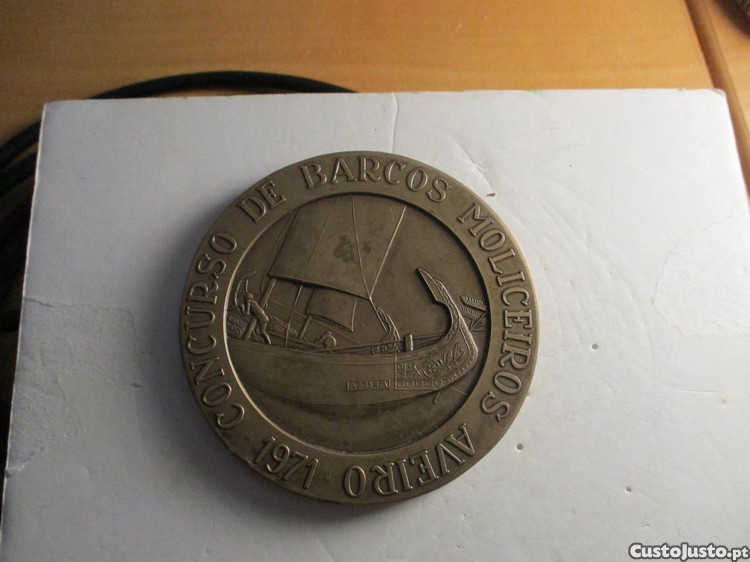 CONCURSO DE BARCOS MOLICEIROS AVEIRO · 1971 ·
CustoJusto.pt